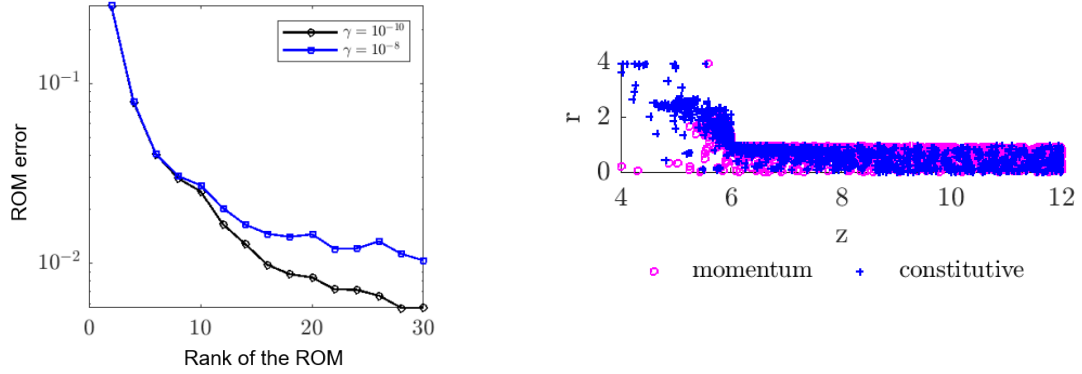 γ = 10⁻¹⁰
γ = 10⁻⁸
10⁻¹
10⁻²
ROM error
0 10 20 30
Rank of the ROM
4
2
0
r
4 6 8 10 12
z
momentum constitutive